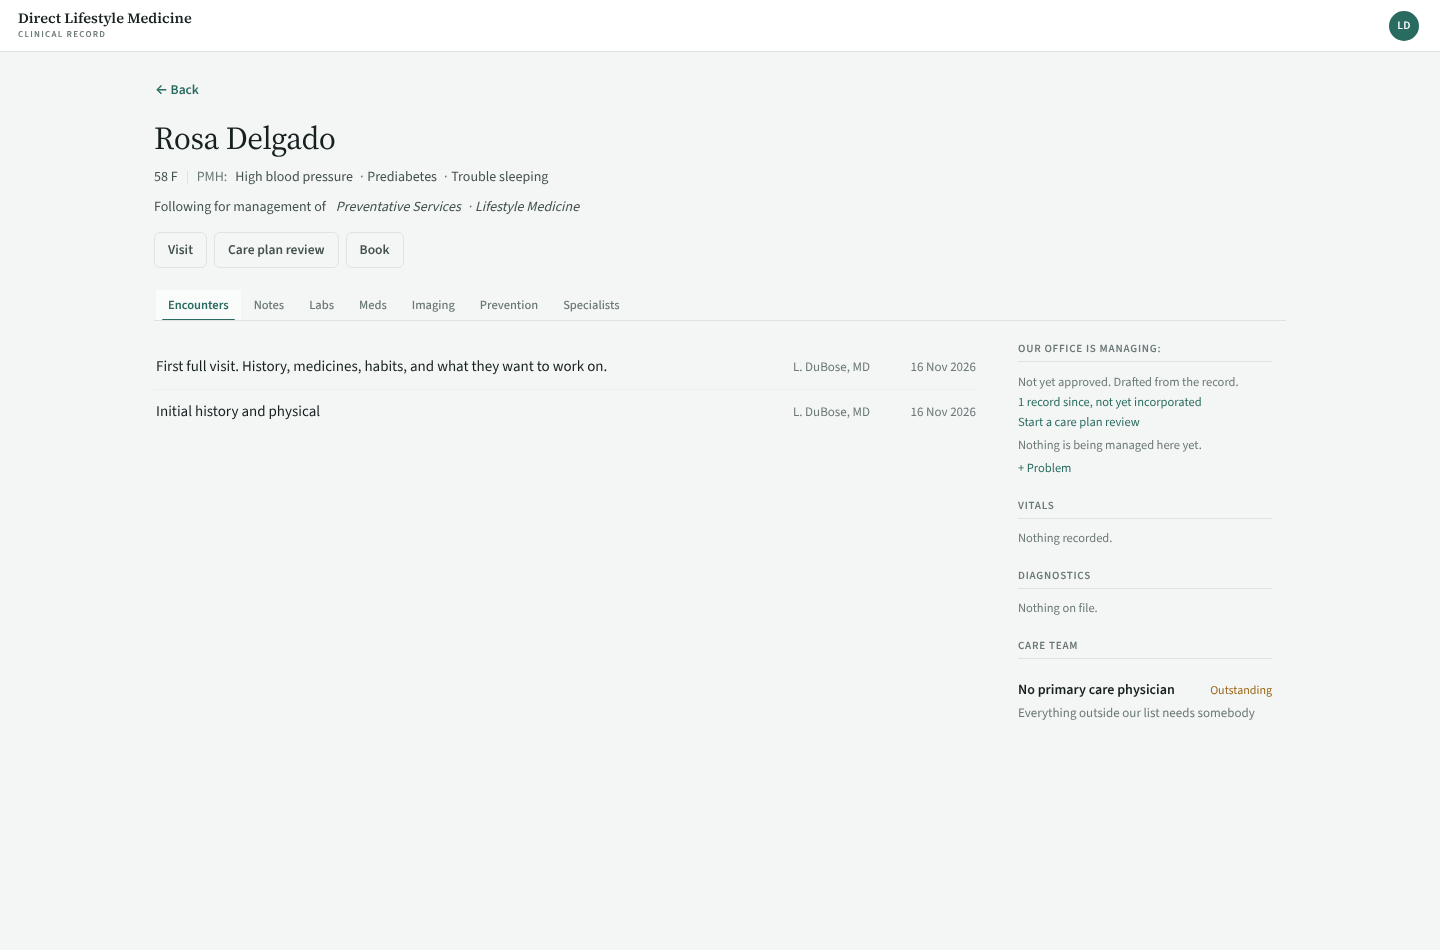 Direct Lifestyle Medicine
CLINICAL RECORD
LD
← Back
Rosa Delgado
58 F | PMH: High blood pressure · Prediabetes · Trouble sleeping
Following for management of Preventative Services · Lifestyle Medicine
Visit Care plan review Book
Encounters Notes Labs Meds Imaging Prevention Specialists
First full visit. History, medicines, habits, and what they want to work on. L. DuBose, MD 16 Nov 2026
Initial history and physical L. DuBose, MD 16 Nov 2026
OUR OFFICE IS MANAGING:
Not yet approved. Drafted from the record.
1 record since, not yet incorporated
Start a care plan review
Nothing is being managed here yet.
+ Problem
VITALS
Nothing recorded.
DIAGNOSTICS
Nothing on file.
CARE TEAM
No primary care physician Outstanding
Everything outside our list needs somebody